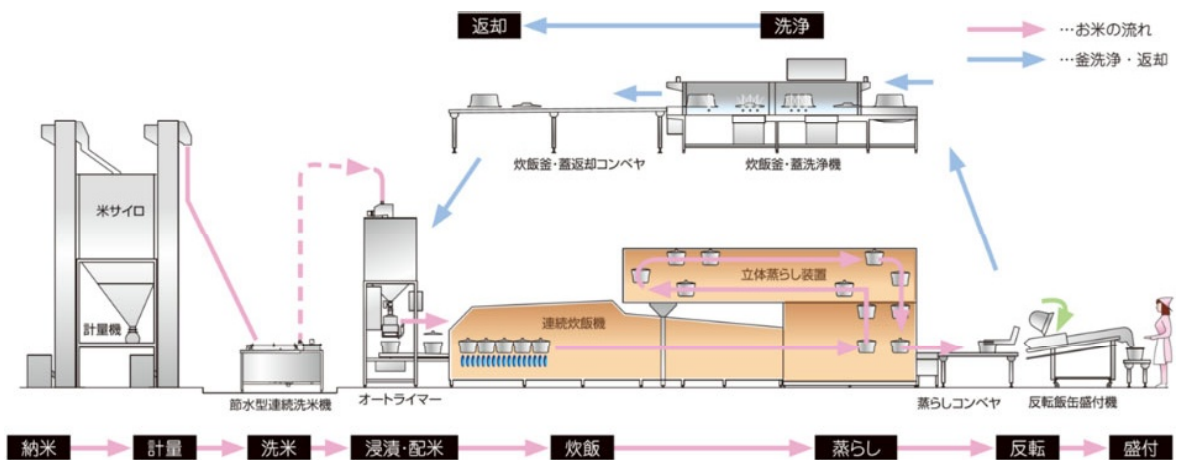 返却
洗浄
…お米の流れ
…釜洗浄・返却
炊飯釜・蓋返却コンベヤ
炊飯釜・蓋洗浄機
米サイロ
計量機
立体蒸らし装置
連続炊飯機
節水型連続洗米機
オートライマー
蒸らしコンベヤ
反転飯缶盛付機
納米
計量
洗米
浸漬・配米
炊飯
蒸らし
反転
盛付